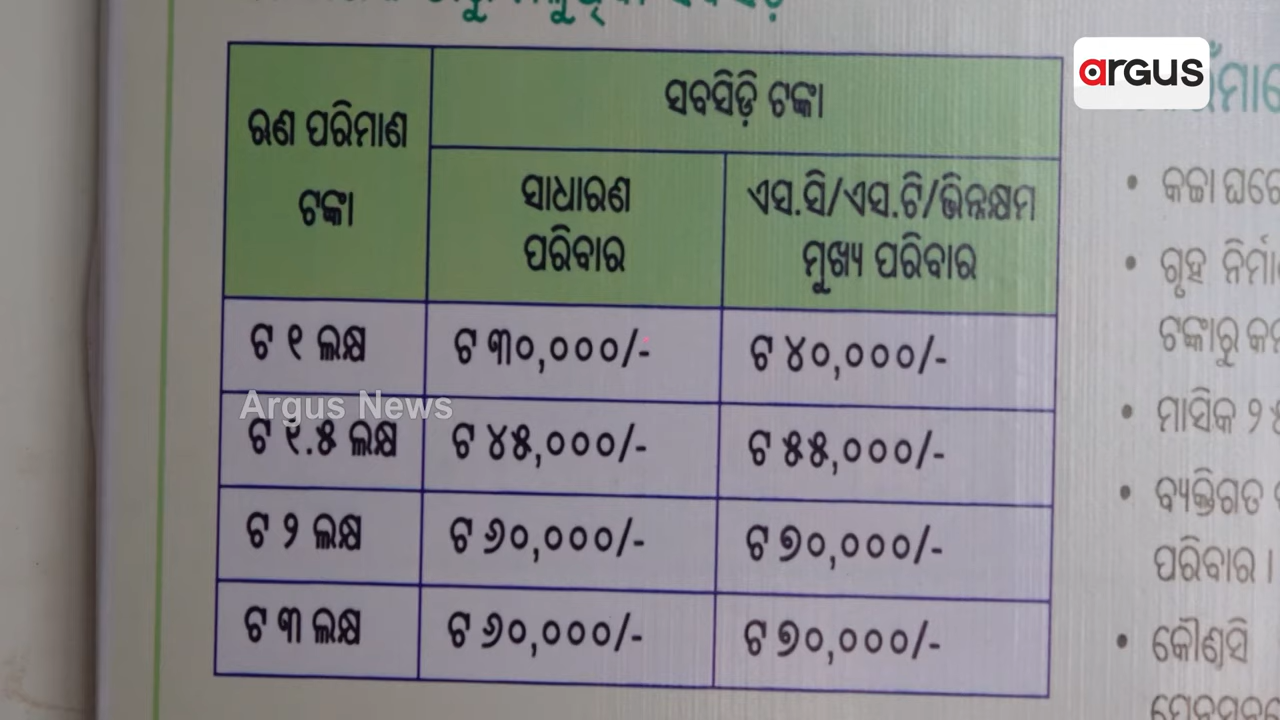 argus
ଋଣ ପରିମାଣ
ଟଙ୍କା
ସବସିଡ଼ି ଟଙ୍କା
ସାଧାରଣ
ପରିବାର
ଏସ.ସି/ଏସ.ଟି/ଭିନ୍ନକ୍ଷମ
ମୁଖ୍ୟ ପରିବାର
ଟ ୧ ଲକ୍ଷ ଟ ୩୦,୦୦୦/- ଟ ୪୦,୦୦୦/-
Argus News
ଟ ୧.୫ ଲକ୍ଷ ଟ ୪୫,୦୦୦/- ଟ ୫୫,୦୦୦/-
ଟ ୨ ଲକ୍ଷ ଟ ୬୦,୦୦୦/- ଟ ୭୦,୦୦୦/-
ଟ ୩ ଲକ୍ଷ ଟ ୬୦,୦୦୦/- ଟ ୭୦,୦୦୦/-
• କଚ୍ଚା
• ଗୃହ
ଟଙ୍କାରୁ
• ମାସିକ
• ବ୍ୟକ୍ତିଗତ
ପରିବାର ।
• କୌଣସି